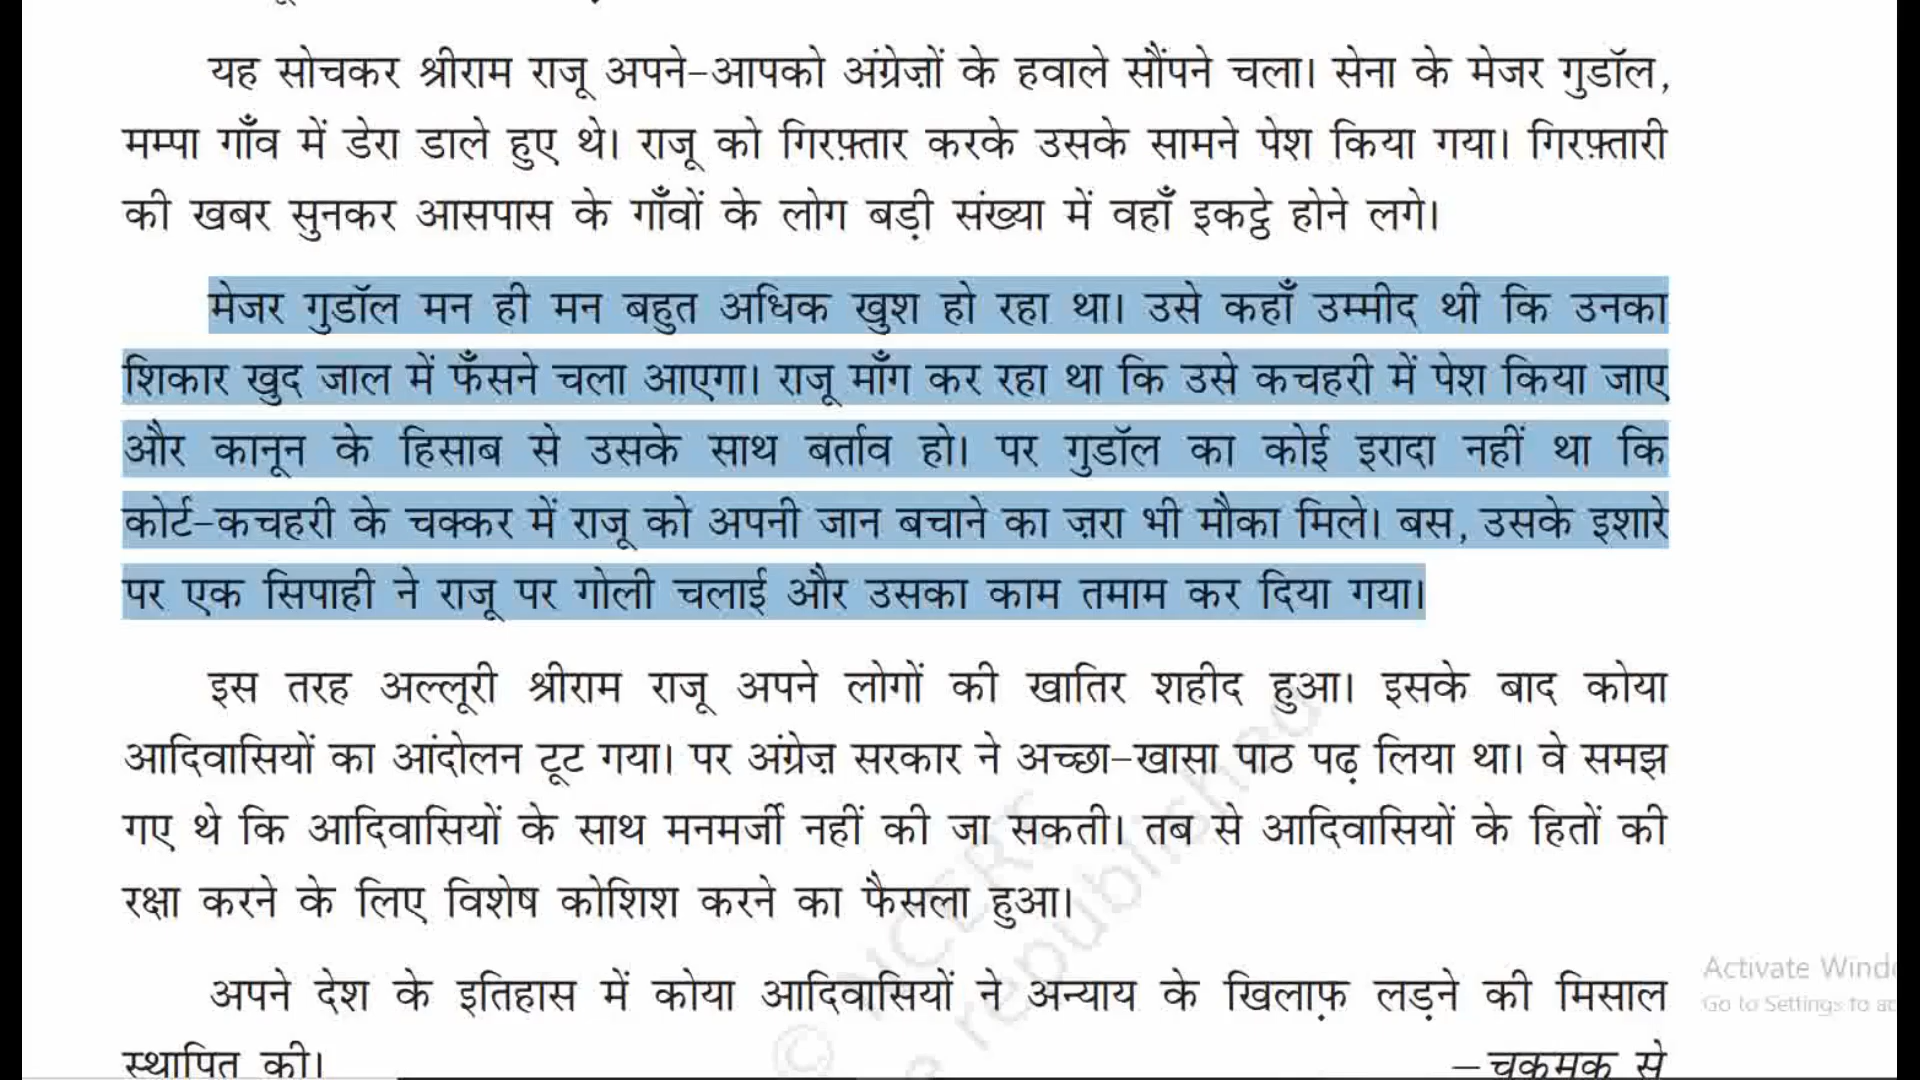 यह सोचकर श्रीराम राजू अपने-आपको अंग्रेज़ों के हवाले सौंपने चला। सेना के मेजर गुडॉल,
मम्पा गाँव में डेरा डाले हुए थे। राजू को गिरफ़्तार करके उसके सामने पेश किया गया। गिरफ़्तारी
की खबर सुनकर आसपास के गाँवों के लोग बड़ी संख्या में वहाँ इकट्ठे होने लगे।
मेजर गुडॉल मन ही मन बहुत अधिक खुश हो रहा था। उसे कहाँ उम्मीद थी कि उनका
शिकार खुद जाल में फँसने चला आएगा। राजू माँग कर रहा था कि उसे कचहरी में पेश किया जाए
और कानून के हिसाब से उसके साथ बर्ताव हो। पर गुडॉल का कोई इरादा नहीं था कि
कोर्ट-कचहरी के चक्कर में राजू को अपनी जान बचाने का ज़रा भी मौका मिले। बस, उसके इशारे
पर एक सिपाही ने राजू पर गोली चलाई और उसका काम तमाम कर दिया गया।
इस तरह अल्लूरी श्रीराम राजू अपने लोगों की खातिर शहीद हुआ। इसके बाद कोया
आदिवासियों का आंदोलन टूट गया। पर अंग्रेज़ सरकार ने अच्छा-खासा पाठ पढ़ लिया था। वे समझ
गए थे कि आदिवासियों के साथ मनमर्जी नहीं की जा सकती। तब से आदिवासियों के हितों की
रक्षा करने के लिए विशेष कोशिश करने का फैसला हुआ।
अपने देश के इतिहास में कोया आदिवासियों ने अन्याय के खिलाफ़ लड़ने की मिसाल
स्थापित की।
–चकमक से
© NCERT
republished
Activate Wind
Go to Settings to ac